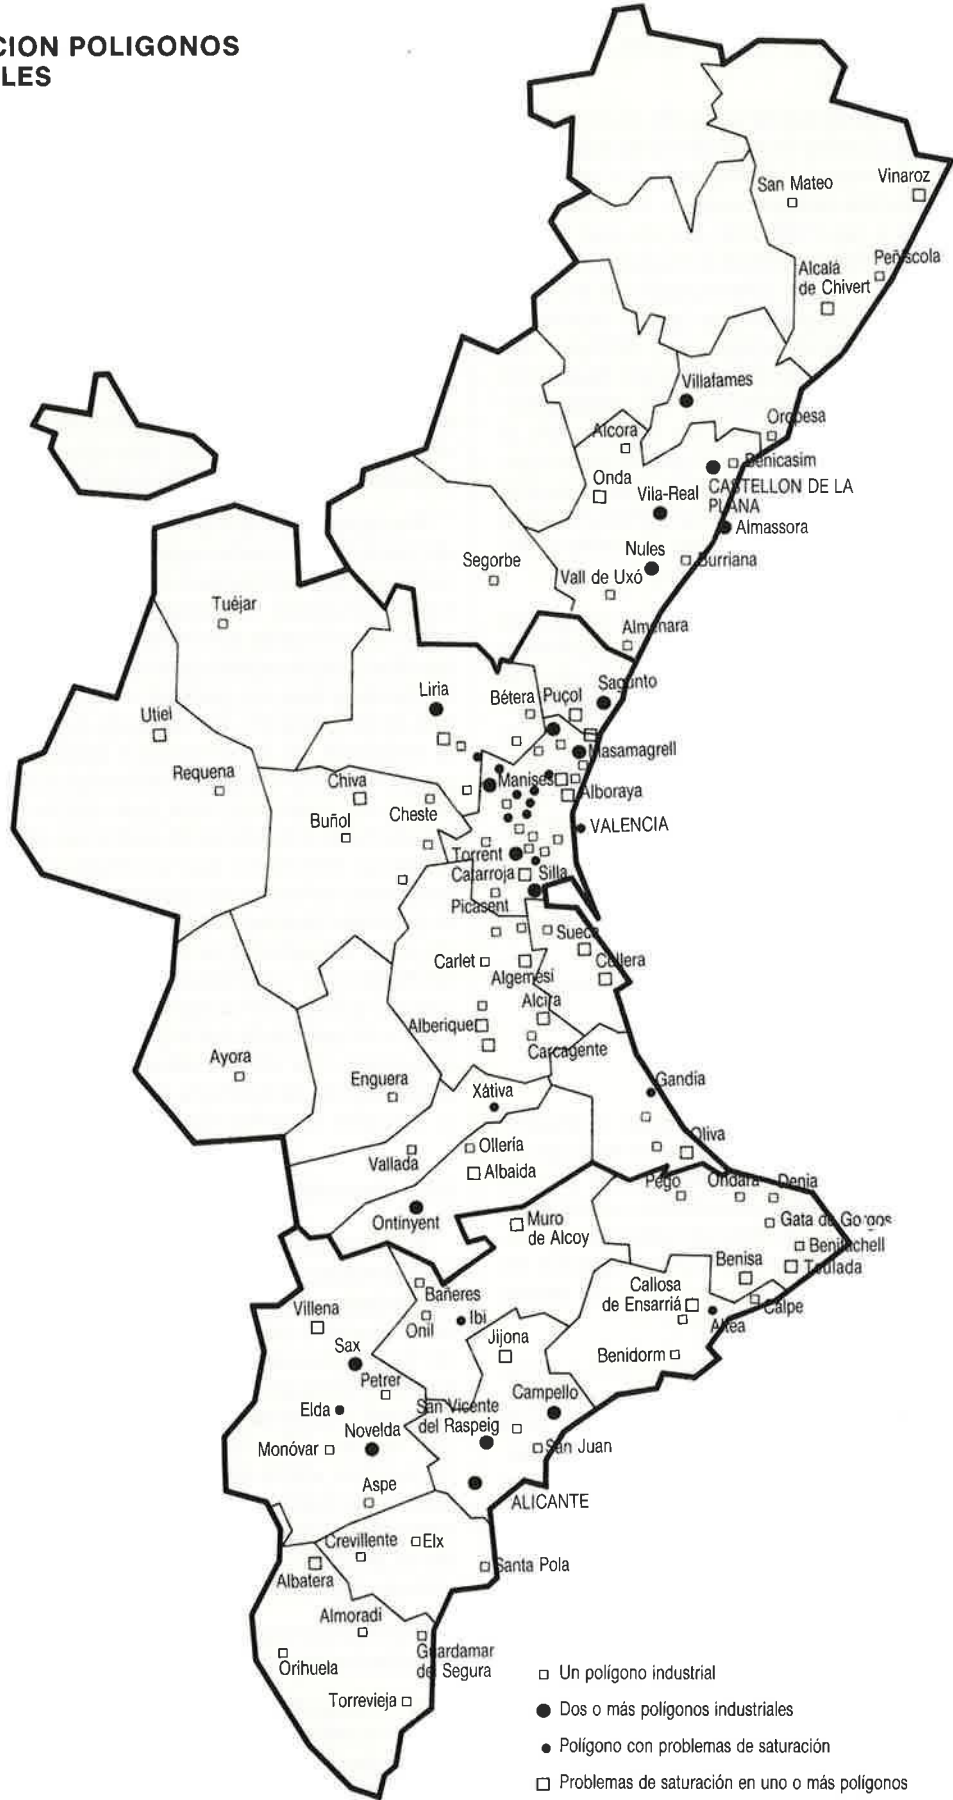 CION POLIGONOS
LES
San Mateo
Vinaroz
Peñiscola
Alcalá
de Chivert
Villafames
Oropesa
Alcora
Benicasim
Onda
Vila-Real
CASTELLON DE LA
PLANA
Almassora
Nules
Burriana
Segorbe
Vall de Uxó
Tuéjar
Almenara
Liria
Bétera
Puçol
Sagunto
Utiel
Masamagrell
Requena
Chiva
Manises
Alboraya
Cheste
Buñol
VALENCIA
Torrent
Catarroja
Silla
Picasent
Sueca
Carlet
Cullera
Algemesi
Alcira
Alberique
Carcagente
Ayora
Enguera
Xátiva
Gandía
Oliva
Ollería
Vallada
Albaida
Pego
Ondara
Denia
Ontinyent
Muro
de Alcoy
Gata de Gorgos
Benitachell
Benisa
Teulada
Callosa
de Ensarriá
Calpe
Altea
Bañeres
Villena
Ibi
Onil
Jijona
Sax
Benidorm
Petrer
Campello
Elda
San Vicente
del Raspeig
Novelda
Monóvar
San Juan
Aspe
ALICANTE
Crevillente
Elx
Santa Pola
Albatera
Almoradi
Guardamar
del Segura
Orihuela
Torrevieja
Un polígono industrial
Dos o más polígonos industriales
Polígono con problemas de saturación
Problemas de saturación en uno o más polígonos